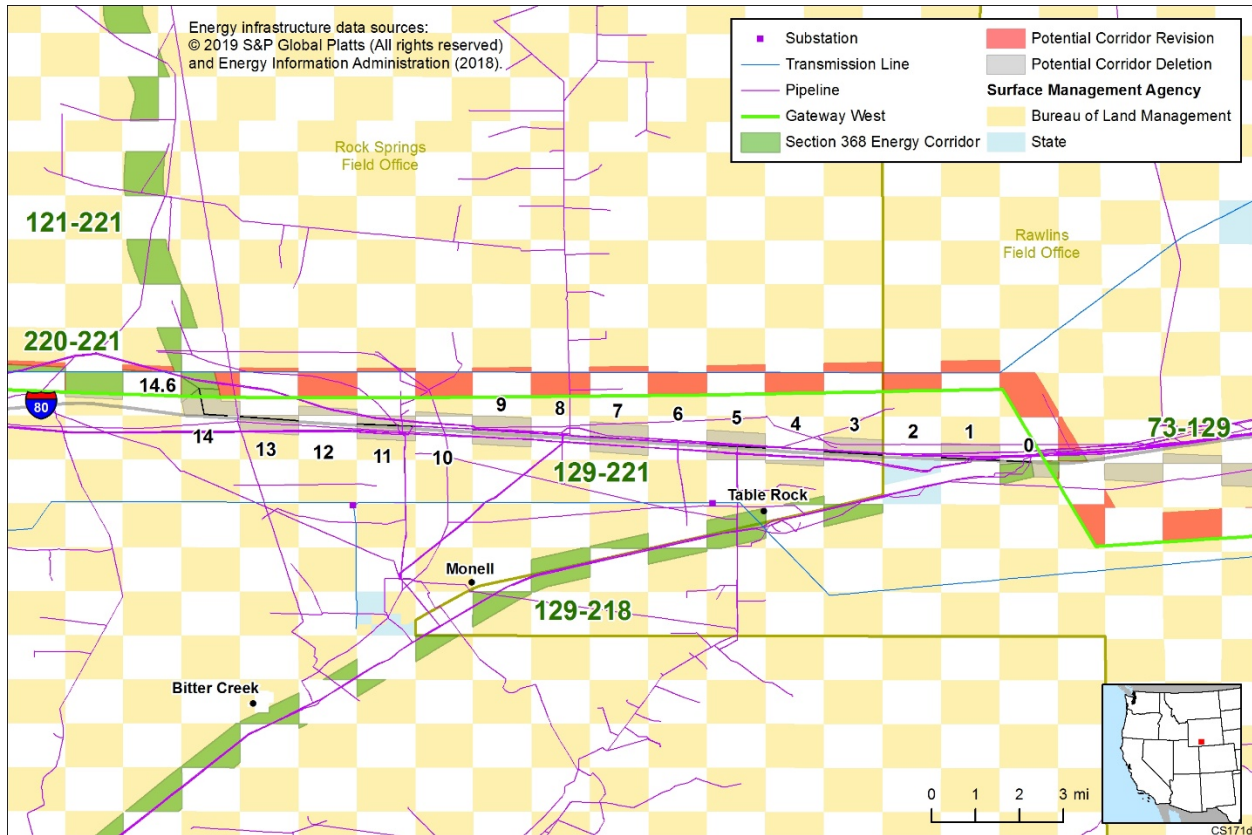 Energy infrastructure data sources:
© 2019 S&P Global Platts (All rights reserved)
and Energy Information Administration (2018).
Substation
Transmission Line
Pipeline
Gateway West
Section 368 Energy Corridor
Potential Corridor Revision
Potential Corridor Deletion
Surface Management Agency
Bureau of Land Management
State
Rock Springs
Field Office
121-221
Rawlins
Field Office
220-221
14.6
80
9
8
7
6
5
4
3
2
1
0
73-129
14
13
12
11
10
129-221
Table Rock
Monell
129-218
Bitter Creek
0 1 2 3 mi
CS171d